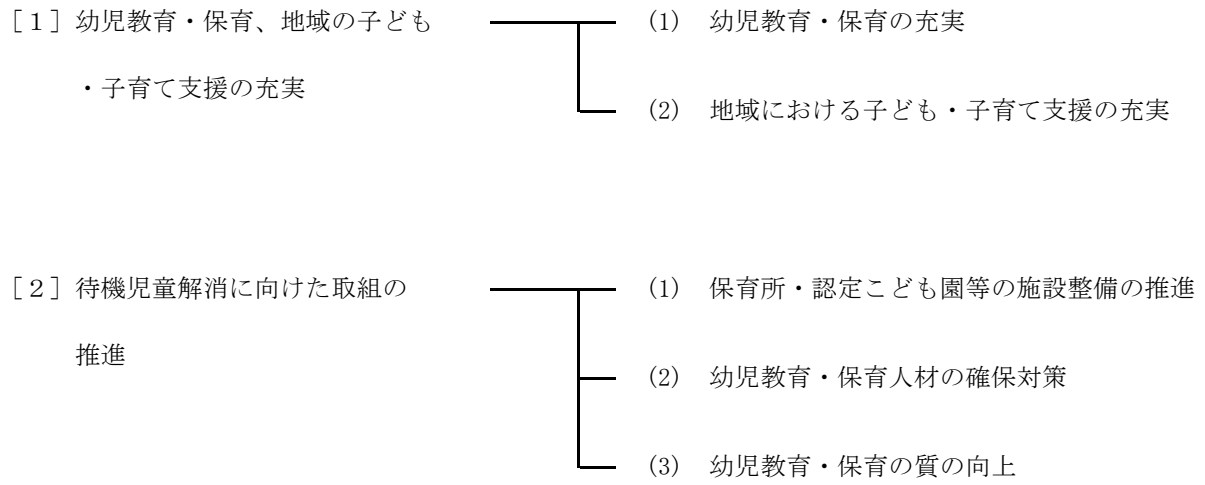 ［１］幼児教育・保育、地域の子ども
・子育て支援の充実
(1) 幼児教育・保育の充実
(2) 地域における子ども・子育て支援の充実
［２］待機児童解消に向けた取組の
推進
(1) 保育所・認定こども園等の施設整備の推進
(2) 幼児教育・保育人材の確保対策
(3) 幼児教育・保育の質の向上